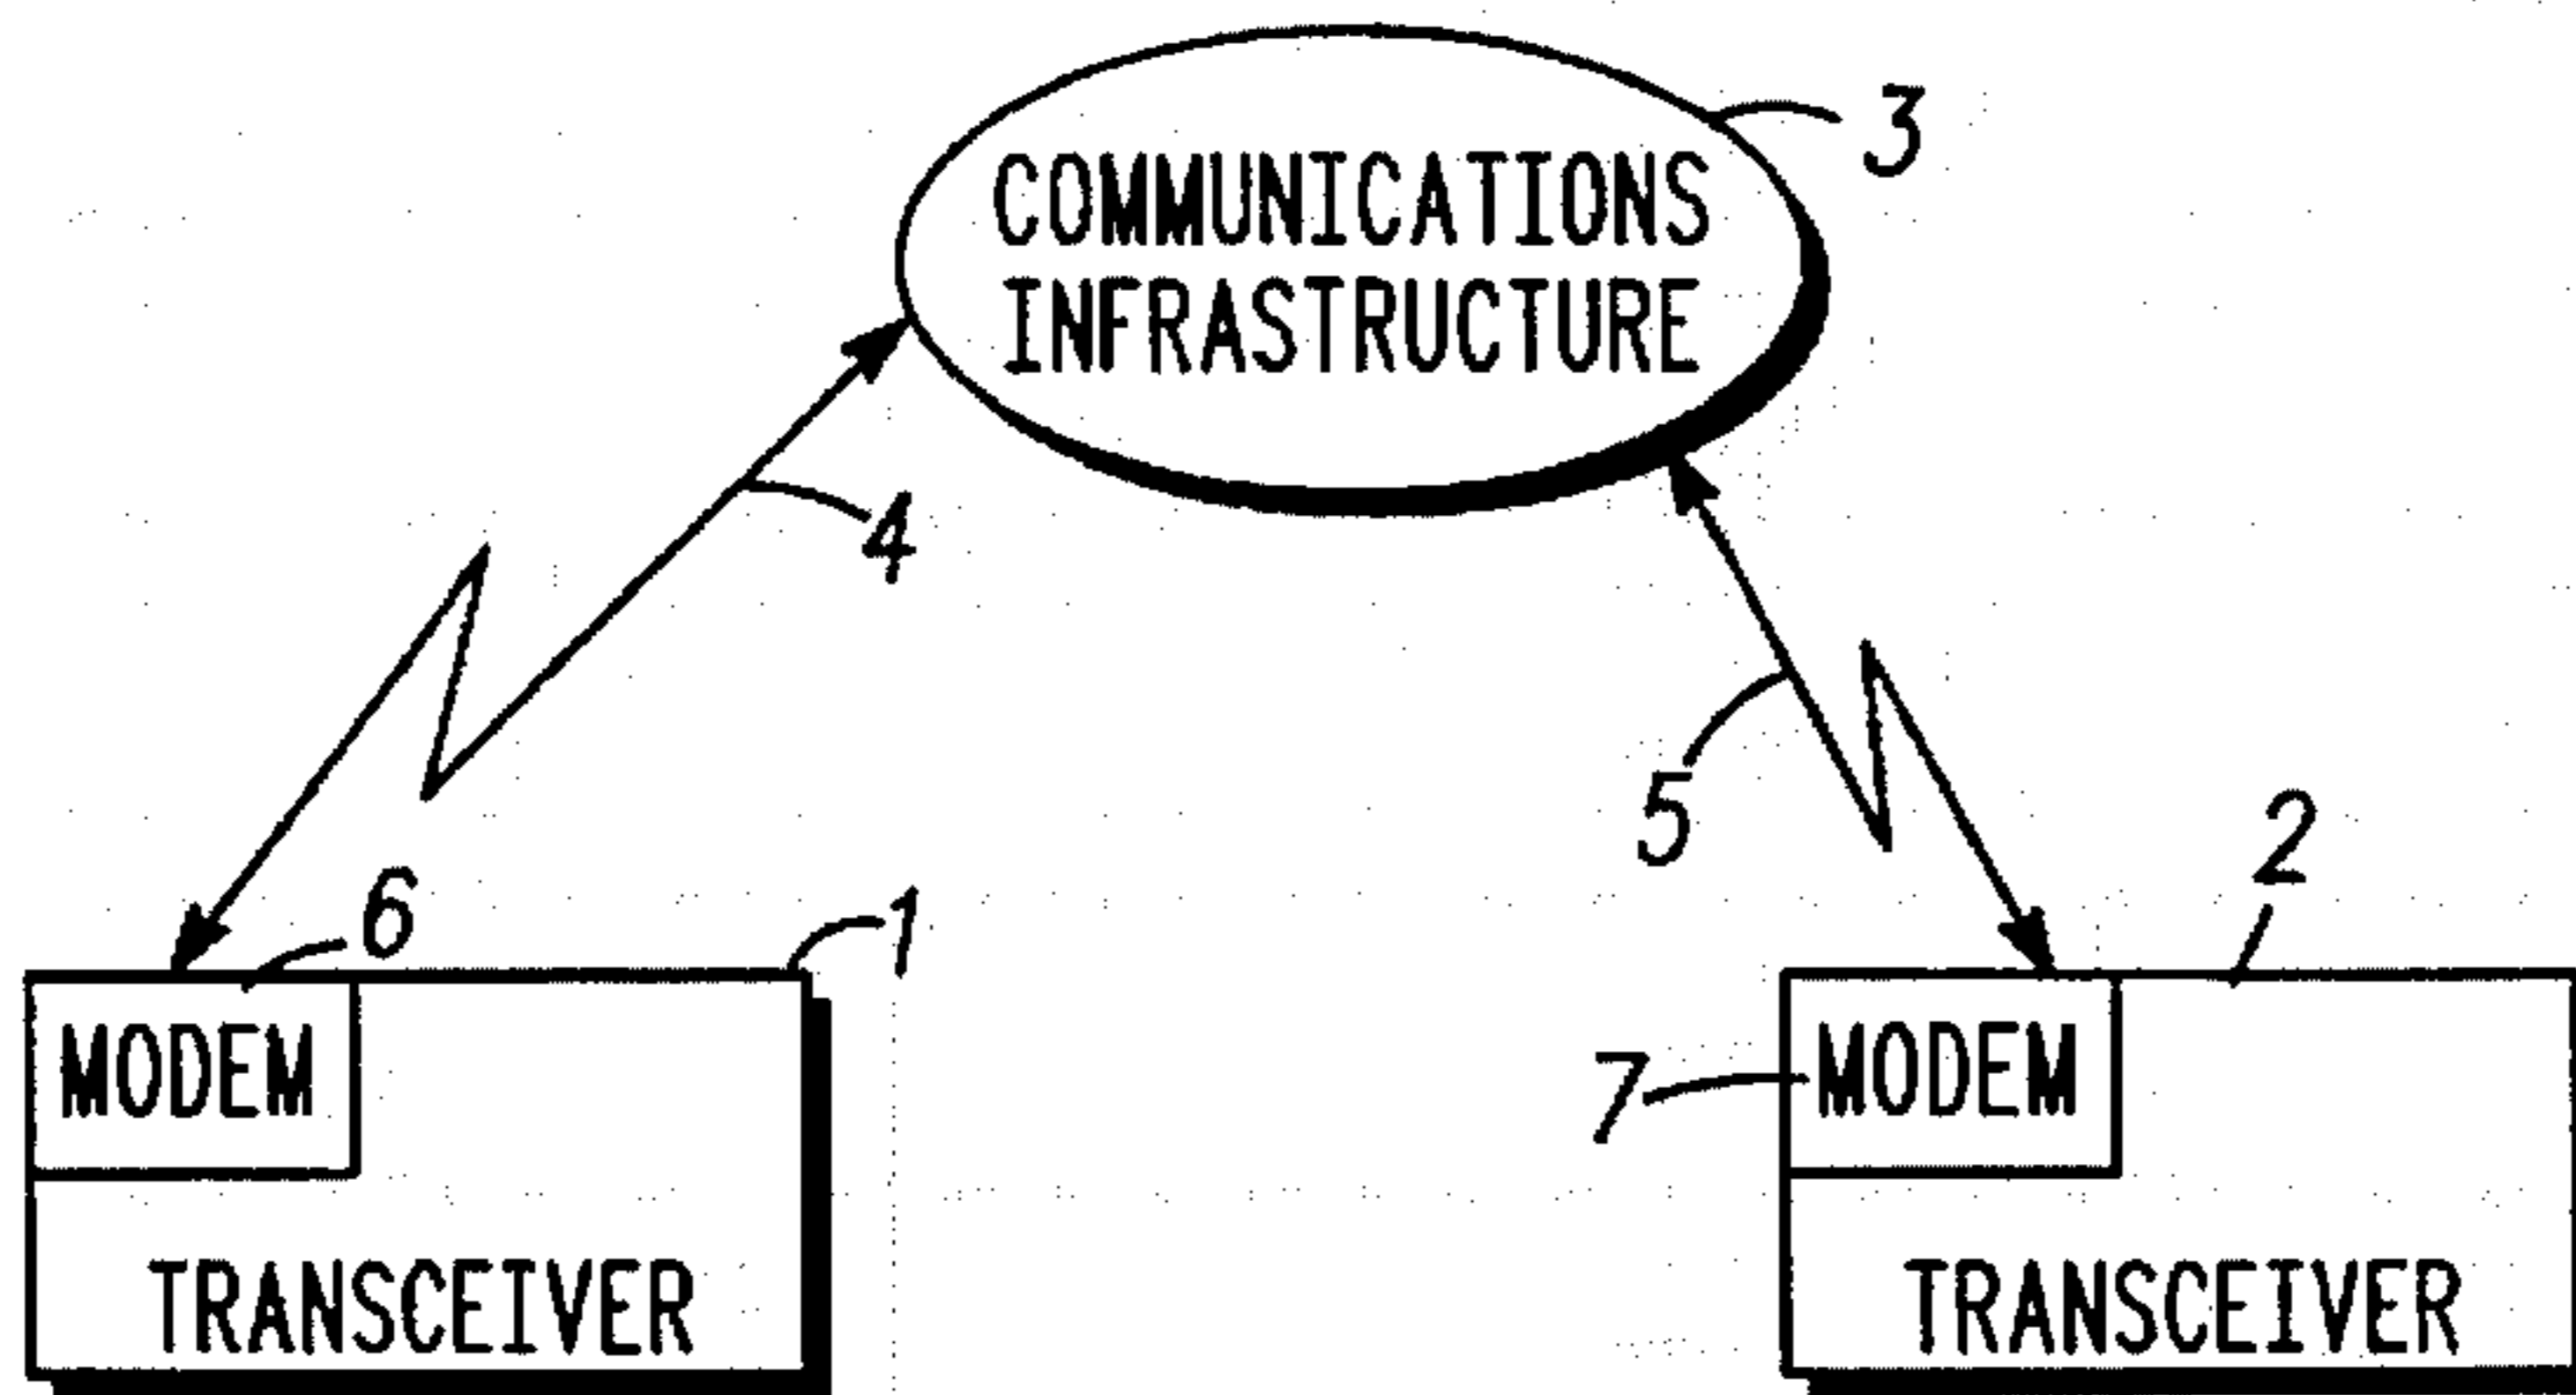 3
COMMUNICATIONS
INFRASTRUCTURE
4
5
2
6
1
MODEM
7
MODEM
TRANSCEIVER
TRANSCEIVER